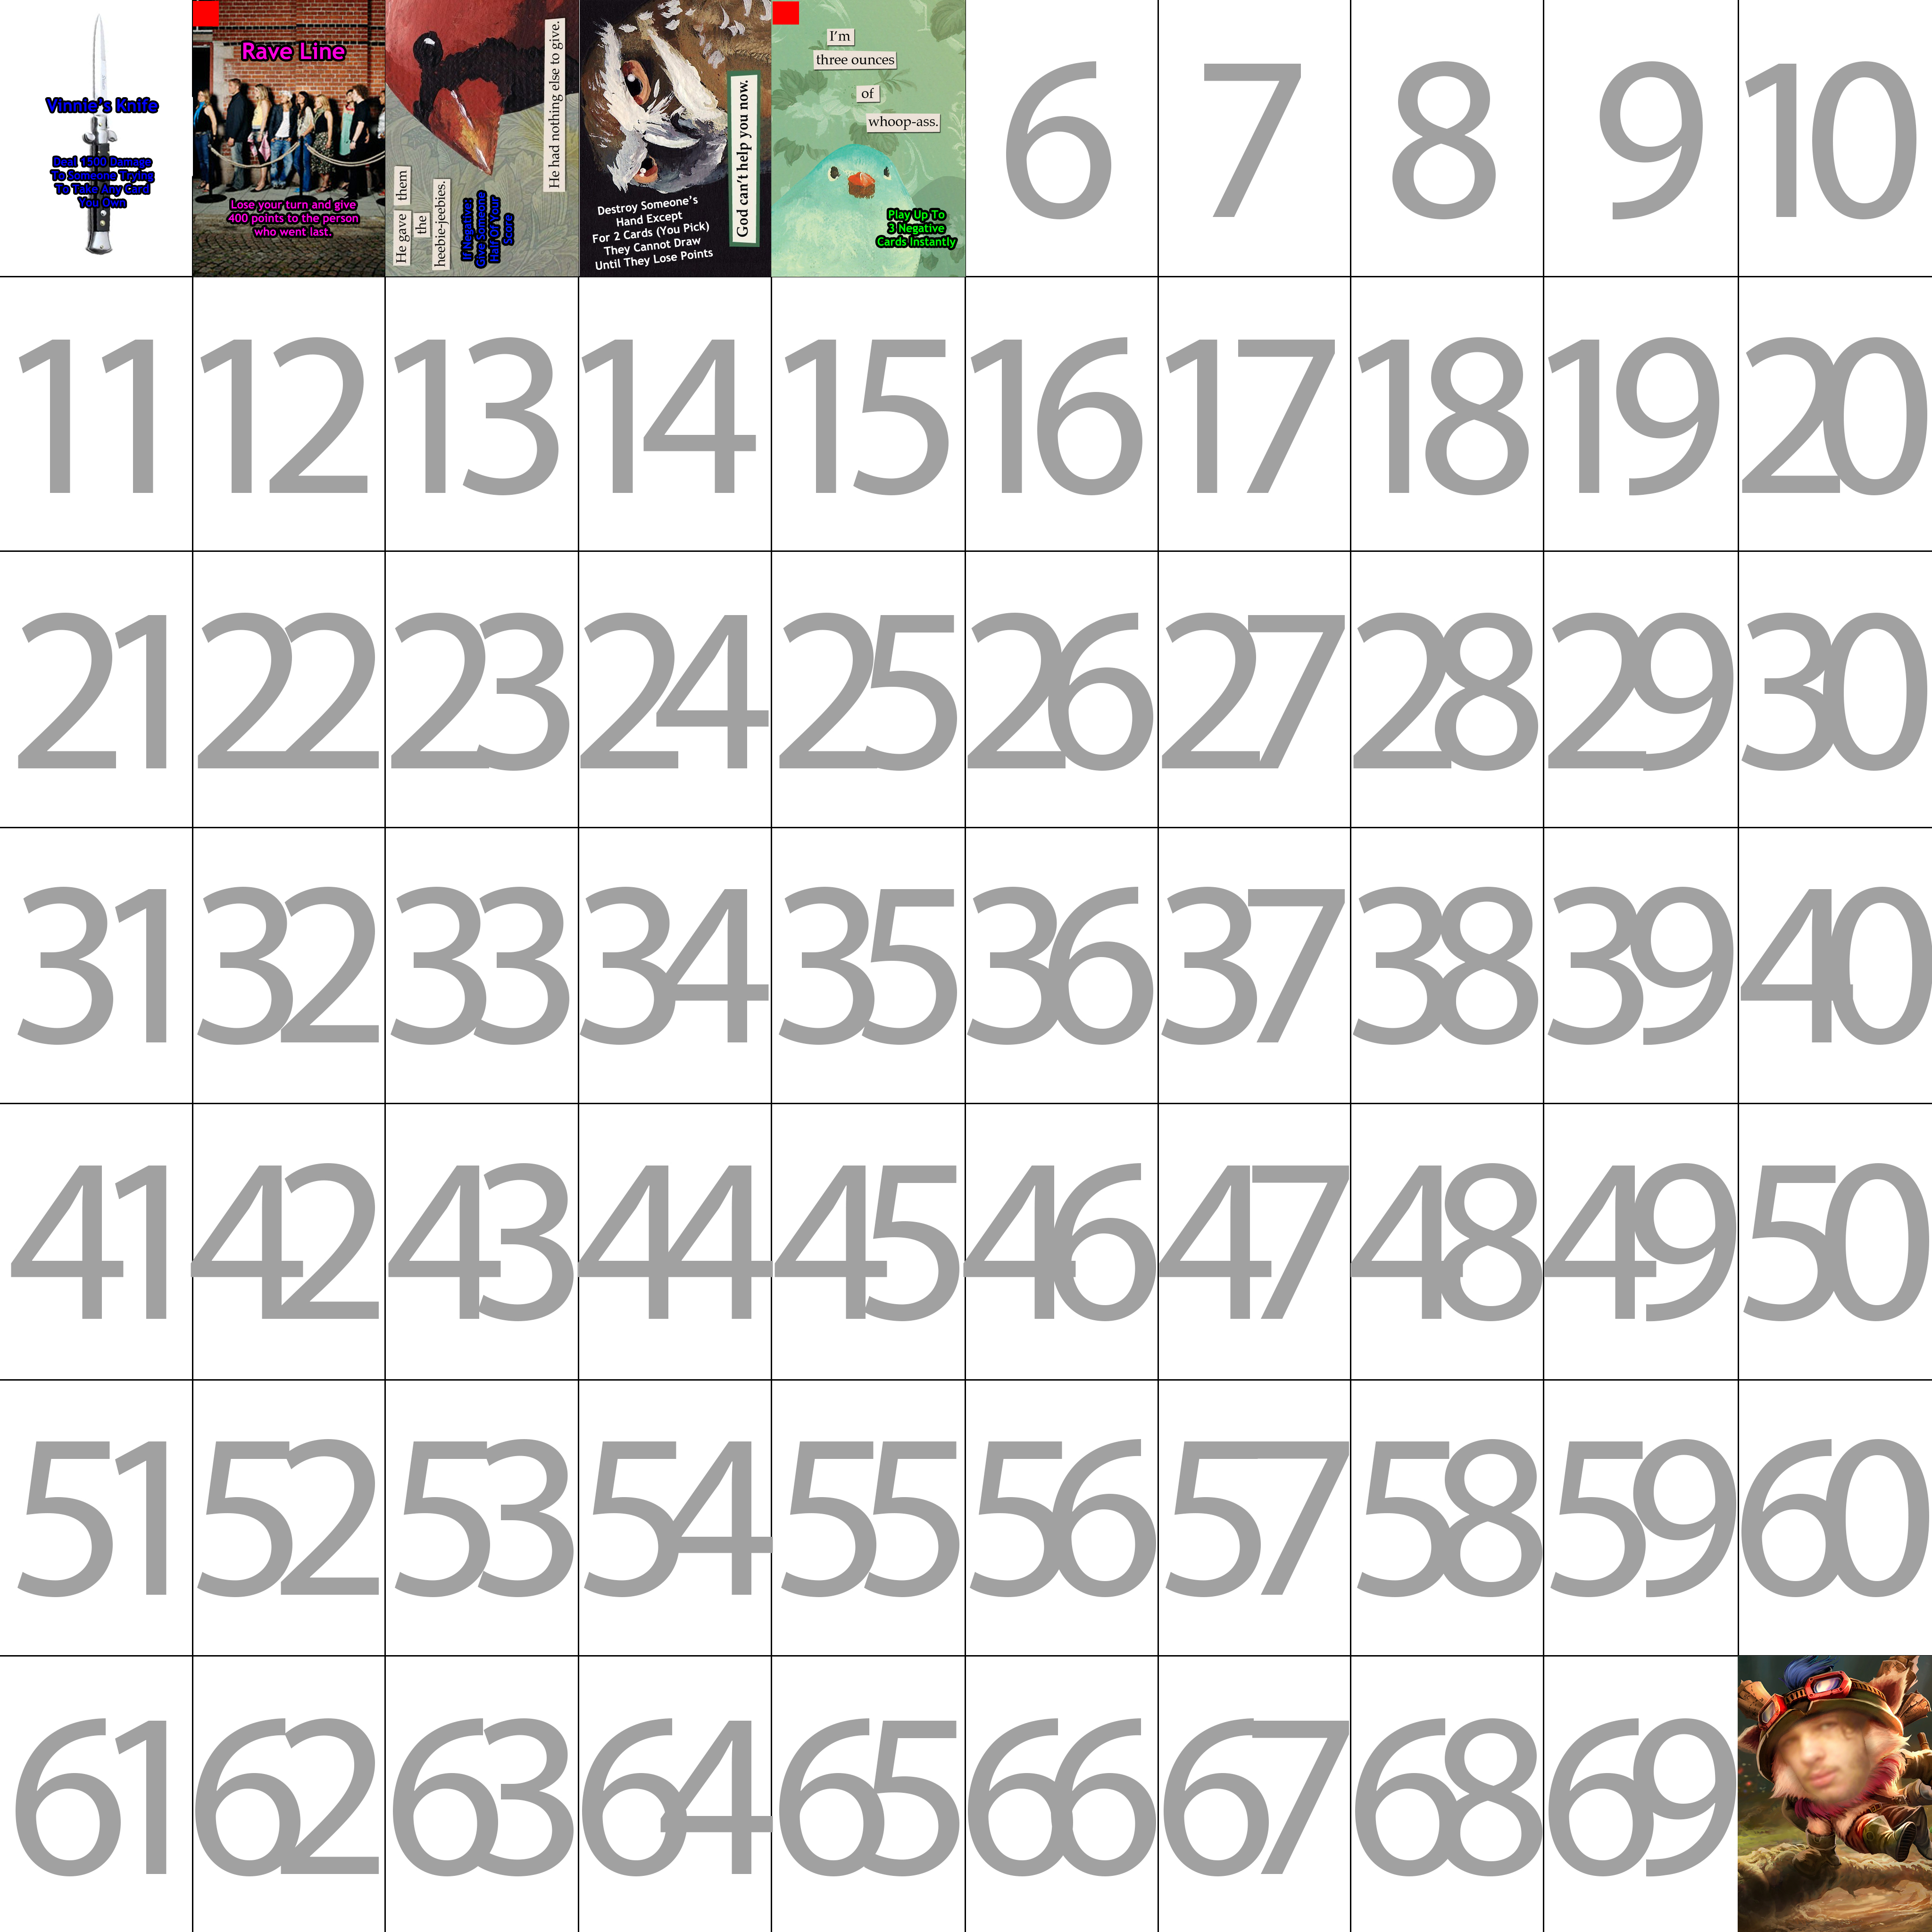 Vinnie's Knife
Deal 1500 Damage
To Someone Trying
To Take Any Card
You Own
Rave Line
Lose your turn and give
400 points to the person
who went last.
He gave them
the
heebie-jeebies.
He had nothing else to give.
If Negative:
Give Someone
Half Of Your
Score
God can't help you now.
Destroy Someone's
Hand Except
For 2 Cards (You Pick)
They Cannot Draw
Until They Lose Points
I'm
three ounces
of
whoop-ass.
Play Up To
3 Negative
Cards Instantly
6 7 8 9 10
11 12 13 14 15 16 17 18 19 20
21 22 23 24 25 26 27 28 29 30
31 32 33 34 35 36 37 38 39 40
41 42 43 44 45 46 47 48 49 50
51 52 53 54 55 56 57 58 59 60
61 62 63 64 65 66 67 68 69